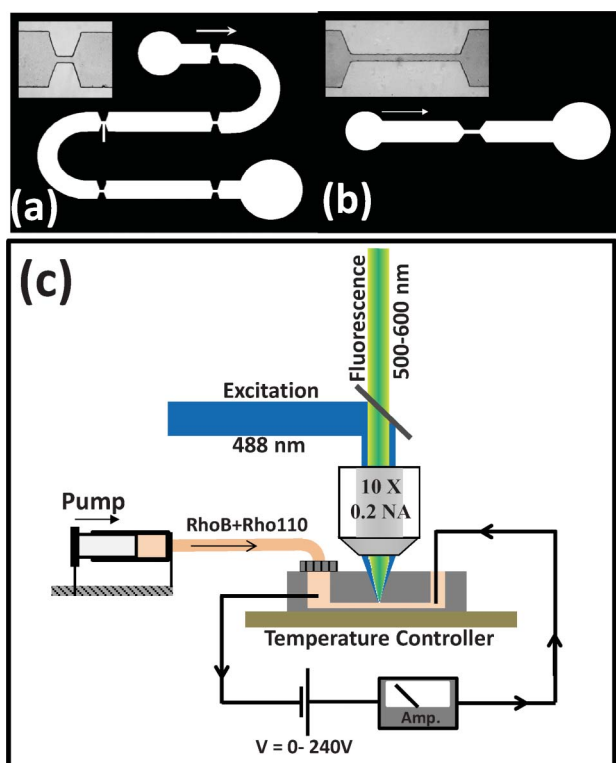 (a)
(b)
(c)
Fluorescence
500-600 nm
Excitation
488 nm
10 X
0.2 NA
Pump
RhoB+Rho110
Temperature Controller
Amp.
V = 0- 240V